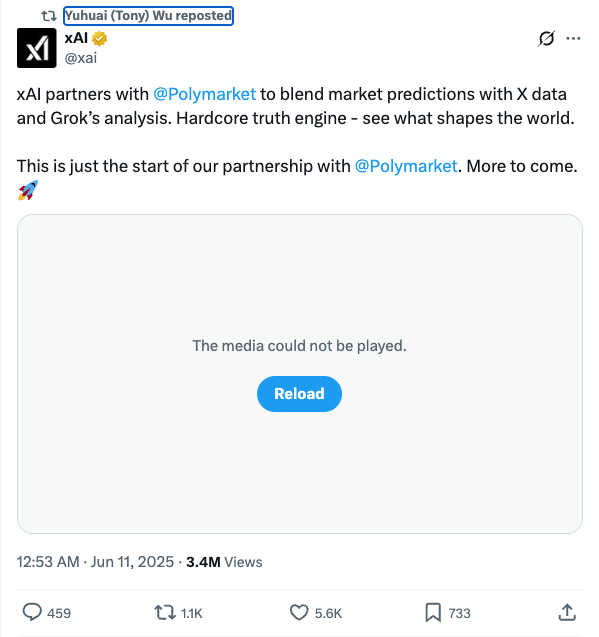 Yuhuai (Tony) Wu reposted
xAI
@xai
xAI partners with @Polymarket to blend market predictions with X data
and Grok’s analysis. Hardcore truth engine - see what shapes the world.
This is just the start of our partnership with @Polymarket. More to come.
🚀
The media could not be played.
Reload
12:53 AM · Jun 11, 2025 · 3.4M Views
459 1.1K 5.6K 733